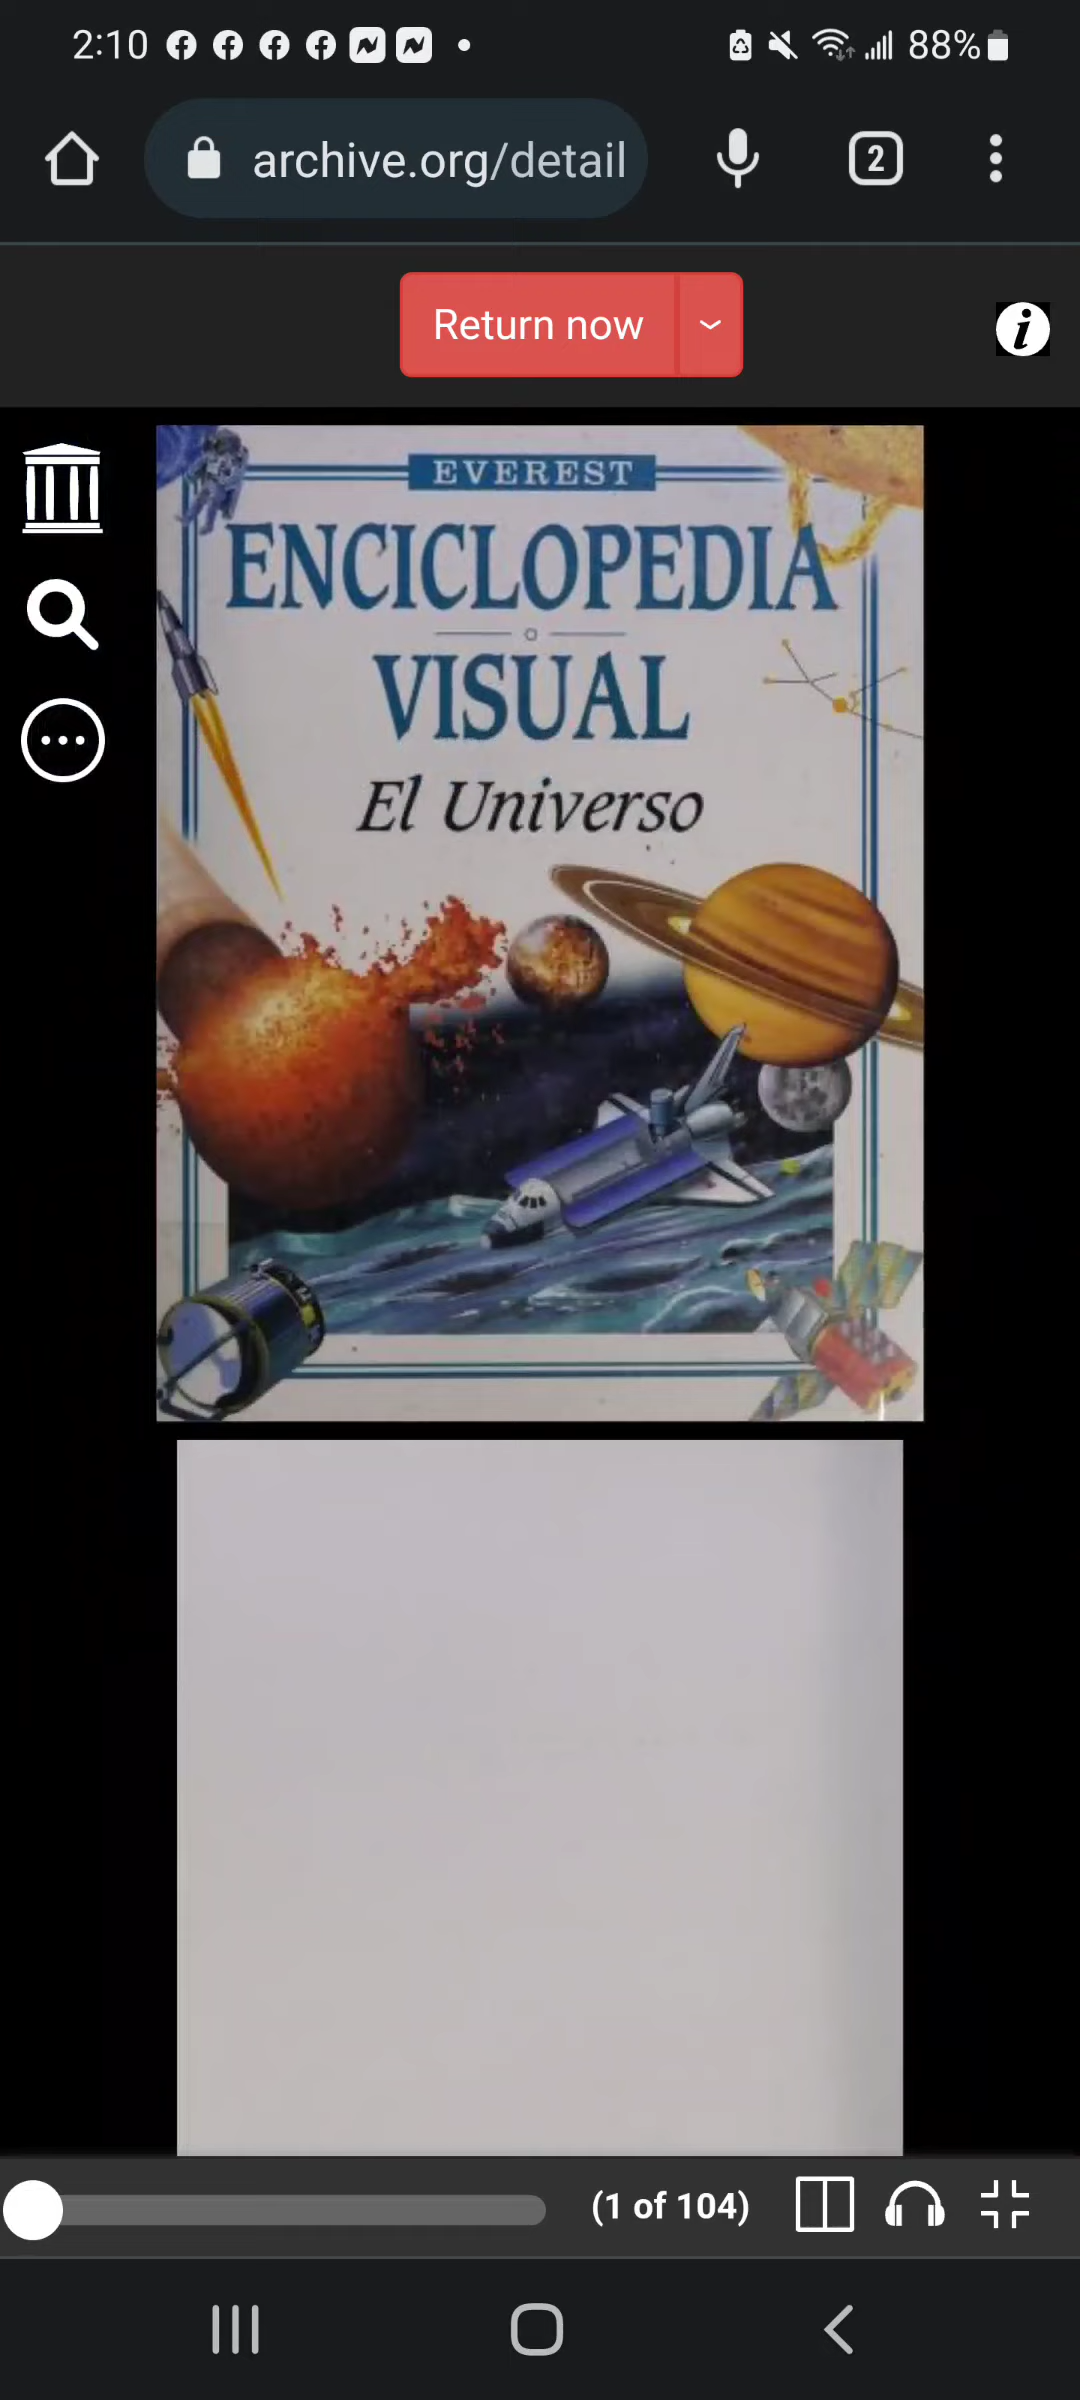 2:10
88%
archive.org/detail
2
Return now
EVEREST
ENCICLOPEDIA
VISUAL
El Universo
(1 of 104)